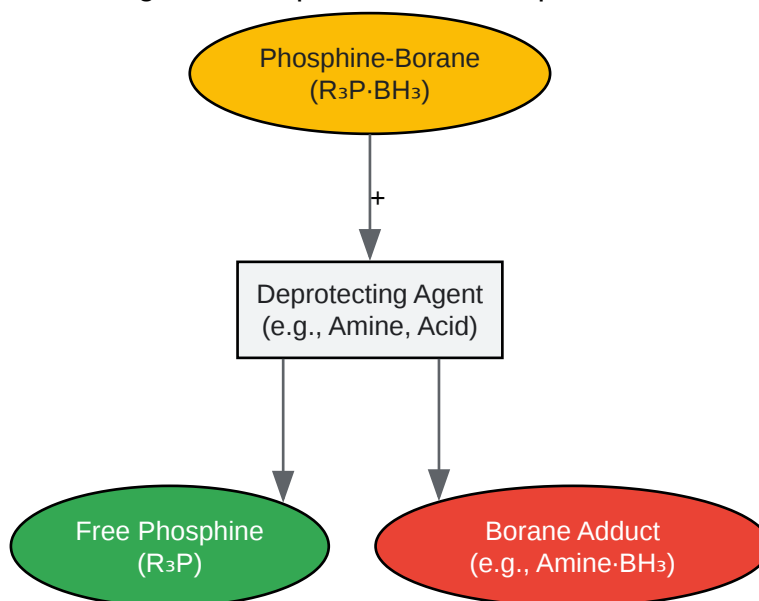 Phosphine-Borane
(R₃P·BH₃)
+
Deprotecting Agent
(e.g., Amine, Acid)
Free Phosphine
(R₃P)
Borane Adduct
(e.g., Amine·BH₃)